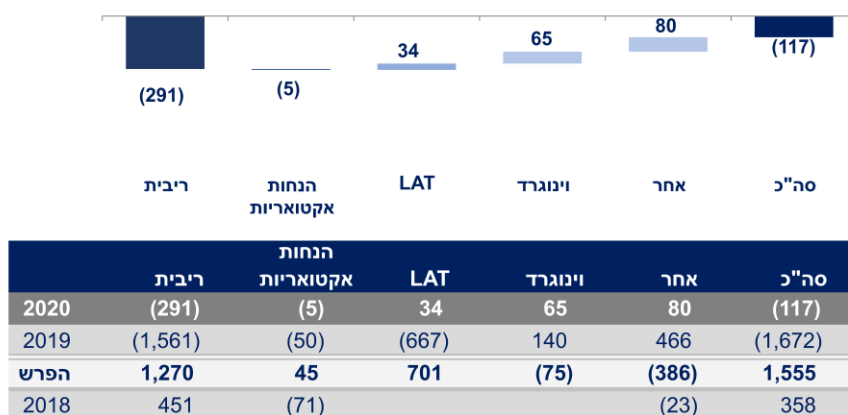 (291) (5) 34 65 80 (117)
ריבית הנחות LAT וינוגרד אחר סה"כ
אקטואריות
הנחות
ריבית אקטואריות LAT וינוגרד אחר סה"כ
2020 (291) (5) 34 65 80 (117)
2019 (1,561) (50) (667) 140 466 (1,672)
הפרש 1,270 45 701 (75) (386) 1,555
2018 451 (71) (23) 358